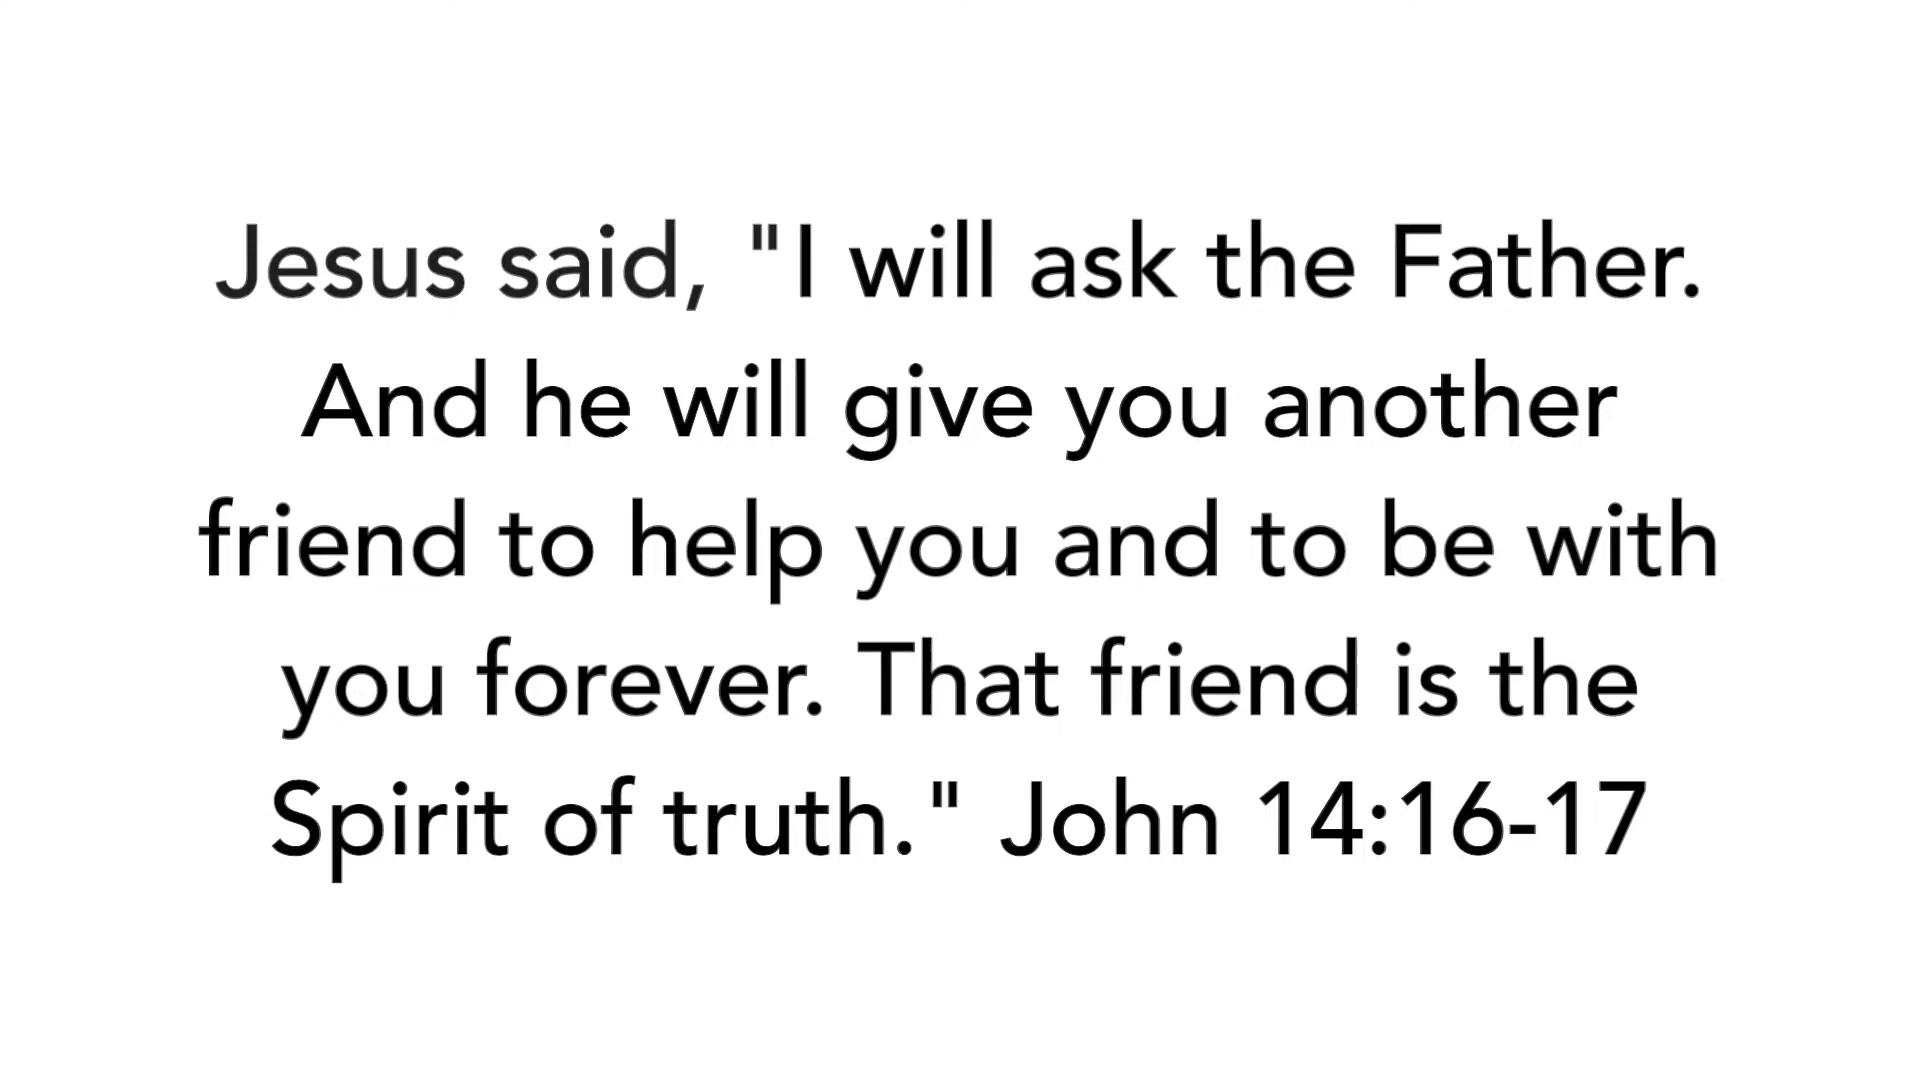 Jesus said, "I will ask the Father.
And he will give you another
friend to help you and to be with
you forever. That friend is the
Spirit of truth." John 14:16-17